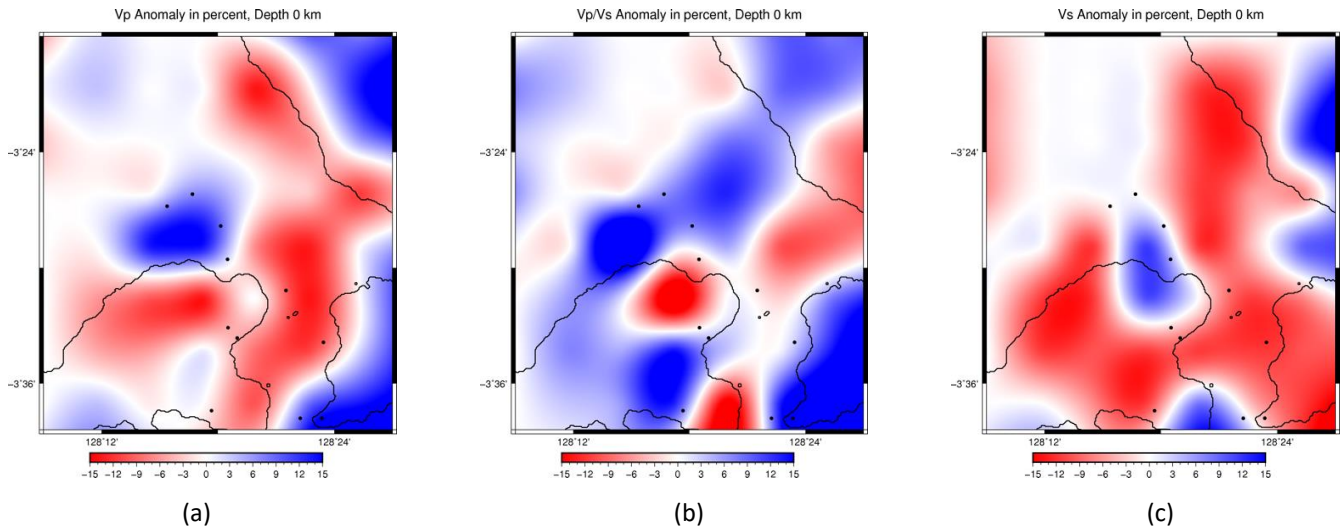 Vp Anomaly in percent, Depth 0 km
−3˚24'
−3˚36'
128˚12' 128˚24'
−15 −12 −9 −6 −3 0 3 6 9 12 15
(a)
Vp/Vs Anomaly in percent, Depth 0 km
−3˚24'
−3˚36'
128˚12' 128˚24'
−15 −12 −9 −6 −3 0 3 6 9 12 15
(b)
Vs Anomaly in percent, Depth 0 km
−3˚24'
−3˚36'
128˚12' 128˚24'
−15 −12 −9 −6 −3 0 3 6 9 12 15
(c)